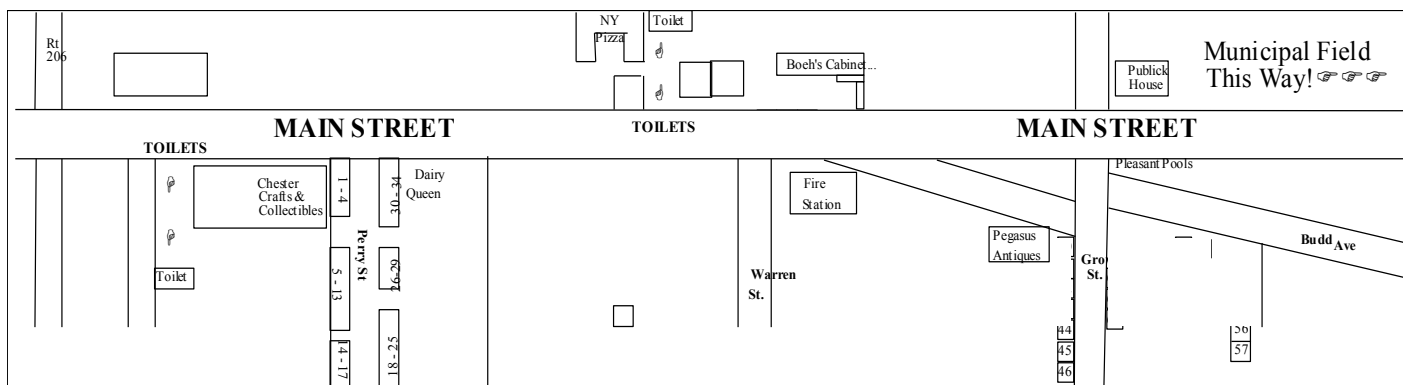 Rt
206
NY
Pizza
Toilet
Boeh's Cabinet...
Publick
House
Municipal Field
This Way!
MAIN STREET
TOILETS
MAIN STREET
TOILETS
Chester
Crafts &
Collectibles
Toilet
1 - 4
5 - 13
14 - 17
Perry St
30 - 34
26-29
18 - 25
Dairy
Queen
Warren
St.
Fire
Station
Pegasus
Antiques
Pleasant Pools
Gro
St.
Budd Ave
44
45
46
56
57